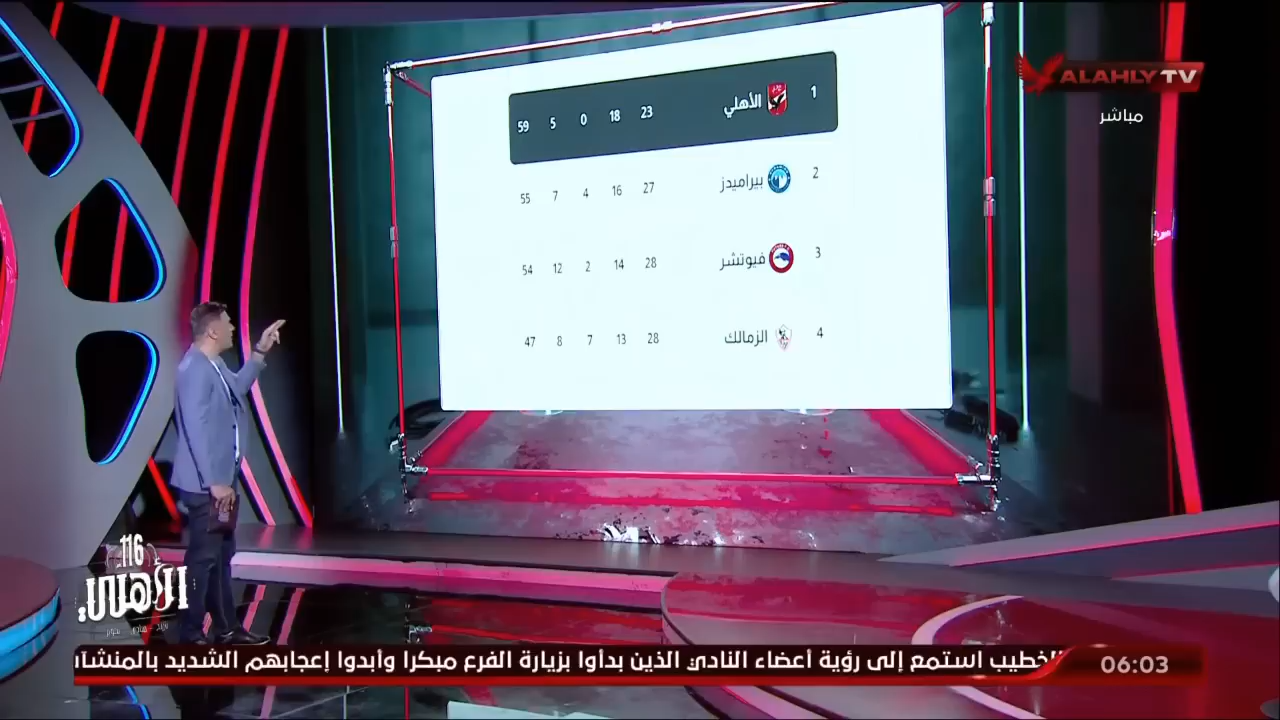 ALAHLY TV
مباشر
1 الأهلي 23 18 0 5 59
2 بيراميدز 27 16 4 7 55
3 فيوتشر 28 14 2 12 54
4 الزمالك 28 13 7 8 47
116
الأهلي
الخطيب استمع إلى رؤية أعضاء النادي الذين بدأوا بزيارة الفرع مبكرا وأبدوا إعجابهم الشديد
06:03